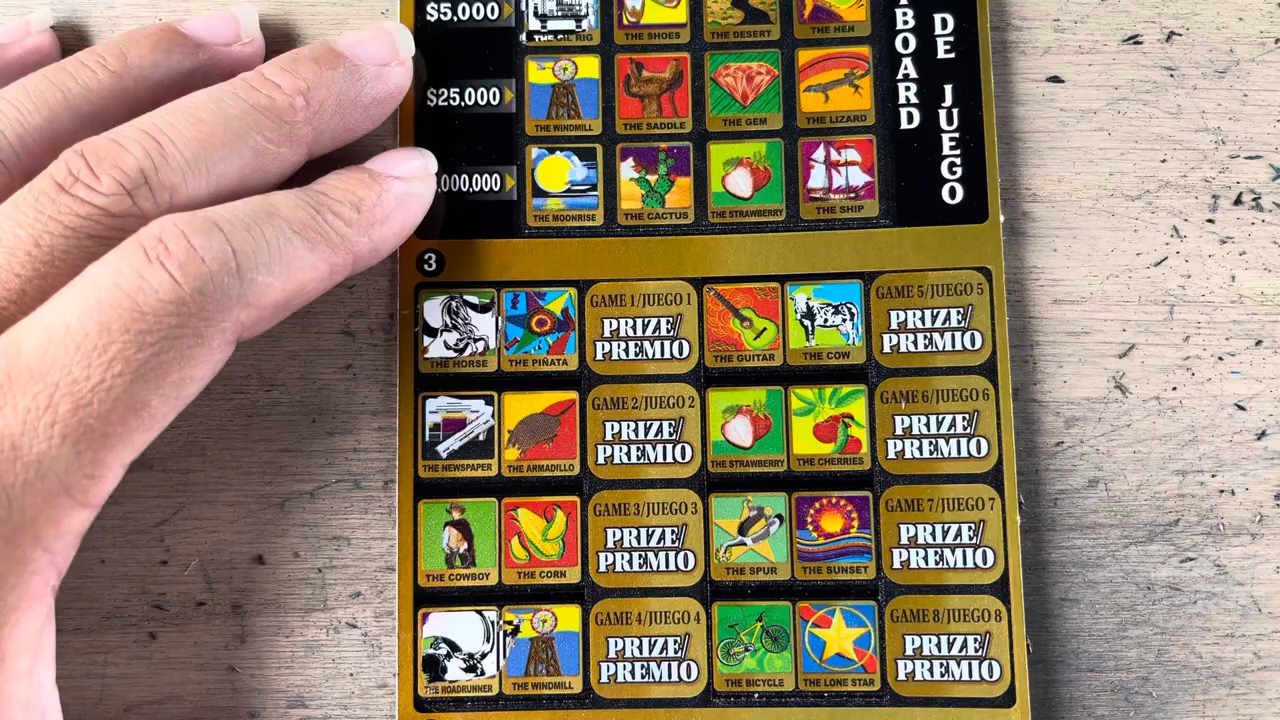 $5,000
THE OIL RIG
THE SHOES
THE DESERT
THE HEN
$25,000
THE WINDMILL
THE SADDLE
THE GEM
THE LIZARD
,000,000
THE MOONRISE
THE CACTUS
THE STRAWBERRY
THE SHIP
BOARD
DE JUEGO
3
THE HORSE
THE PIÑATA
GAME 1/JUEGO 1
PRIZE/
PREMIO
THE GUITAR
THE COW
GAME 5/JUEGO 5
PRIZE/
PREMIO
THE NEWSPAPER
THE ARMADILLO
GAME 2/JUEGO 2
PRIZE/
PREMIO
THE STRAWBERRY
THE CHERRIES
GAME 6/JUEGO 6
PRIZE/
PREMIO
THE COWBOY
THE CORN
GAME 3/JUEGO 3
PRIZE/
PREMIO
THE SPUR
THE SUNSET
GAME 7/JUEGO 7
PRIZE/
PREMIO
THE ROADRUNNER
THE WINDMILL
GAME 4/JUEGO 4
PRIZE/
PREMIO
THE BICYCLE
THE LONE STAR
GAME 8/JUEGO 8
PRIZE/
PREMIO